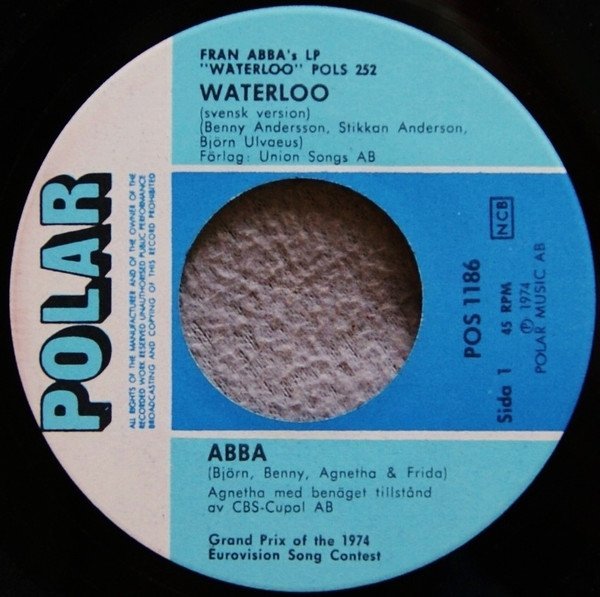 FRAN ABBA's LP
"WATERLOO" POLS 252
WATERLOO
(svensk version)
(Benny Andersson, Stikkan Anderson,
Björn Ulvaeus)
Förlag: Union Songs AB
POLAR
ALL RIGHTS OF THE MANUFACTURER AND OF THE OWNER OF THE
RECORDED WORK RESERVED UNAUTHORISED PUBLIC PERFORMANCE
BROADCASTING AND COPYING OF THIS RECORD PROHIBITED
NCB
POS 1186
Sida 1 45 RPM
℗ 1974
POLAR MUSIC AB
ABBA
(Björn, Benny, Agnetha & Frida)
Agnetha med benäget tillstånd
av CBS-Cupol AB
Grand Prix of the 1974
Eurovision Song Contest